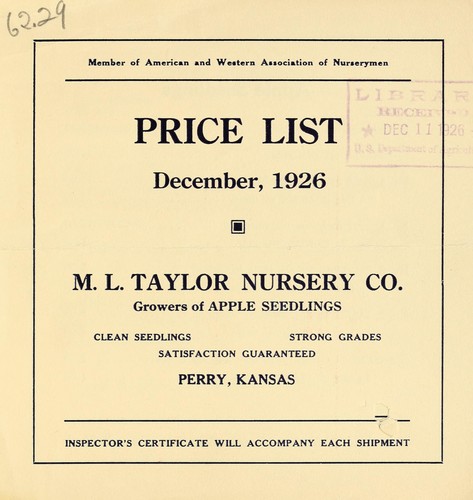 62.29
Member of American and Western Association of Nurserymen
LIBRAR
RECEIVED
★ DEC 11 1926
U. S. Department of Agricul
PRICE LIST
December, 1926
M. L. TAYLOR NURSERY CO.
Growers of APPLE SEEDLINGS
CLEAN SEEDLINGS STRONG GRADES
SATISFACTION GUARANTEED
PERRY, KANSAS
INSPECTOR'S CERTIFICATE WILL ACCOMPANY EACH SHIPMENT